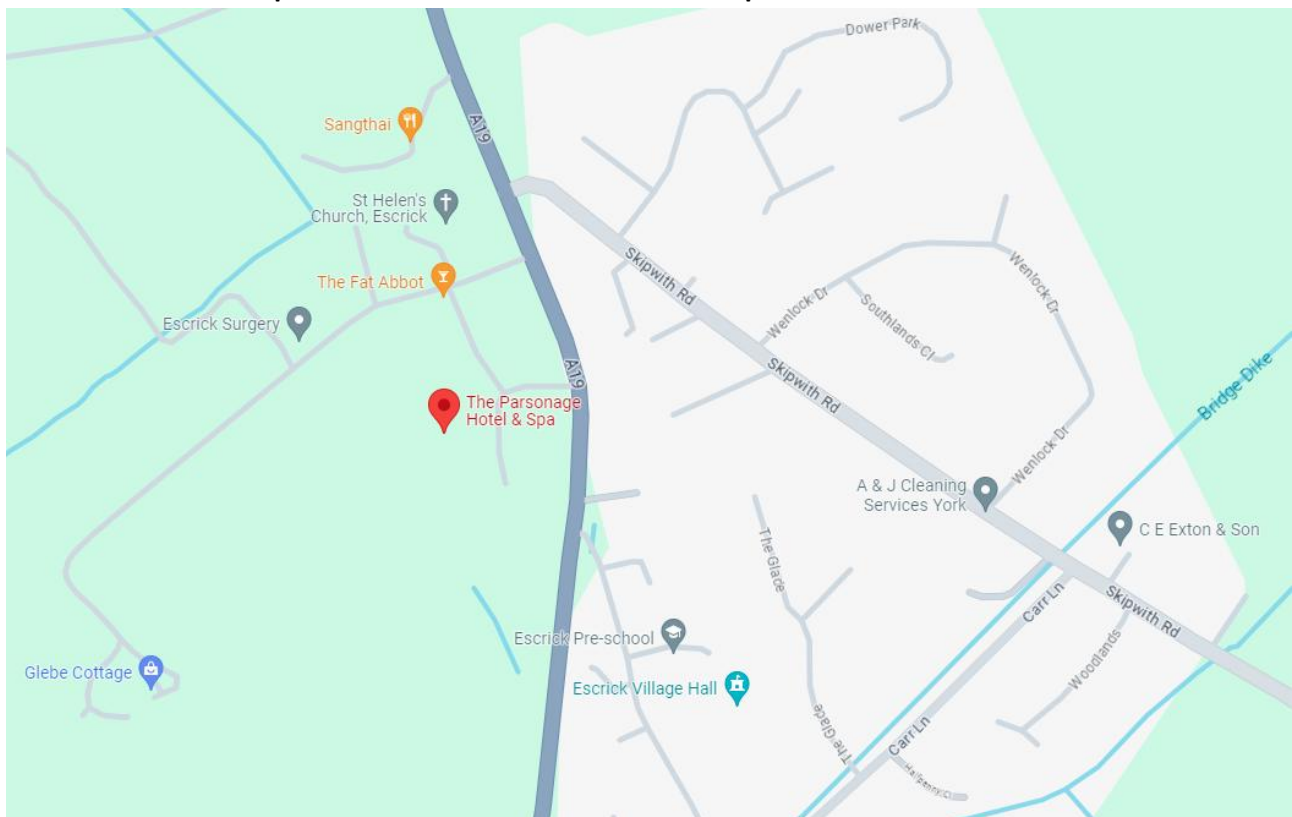 Dower Park
A19
Sangthai
St Helen's
Church, Escrick
Skipwith Rd
The Fat Abbot
Wenlock Dr
Wenlock Dr
Southlands Cl
Escrick Surgery
A19
Skipwith Rd
Bridge Dike
The Parsonage
Hotel & Spa
Wenlock Dr
A & J Cleaning
Services York
C E Exton & Son
The Glade
Carr Ln
Skipwith Rd
Escrick Pre-school
Woodlands
Glebe Cottage
Escrick Village Hall
The Glade
Carr Ln
Halfpenny Cl